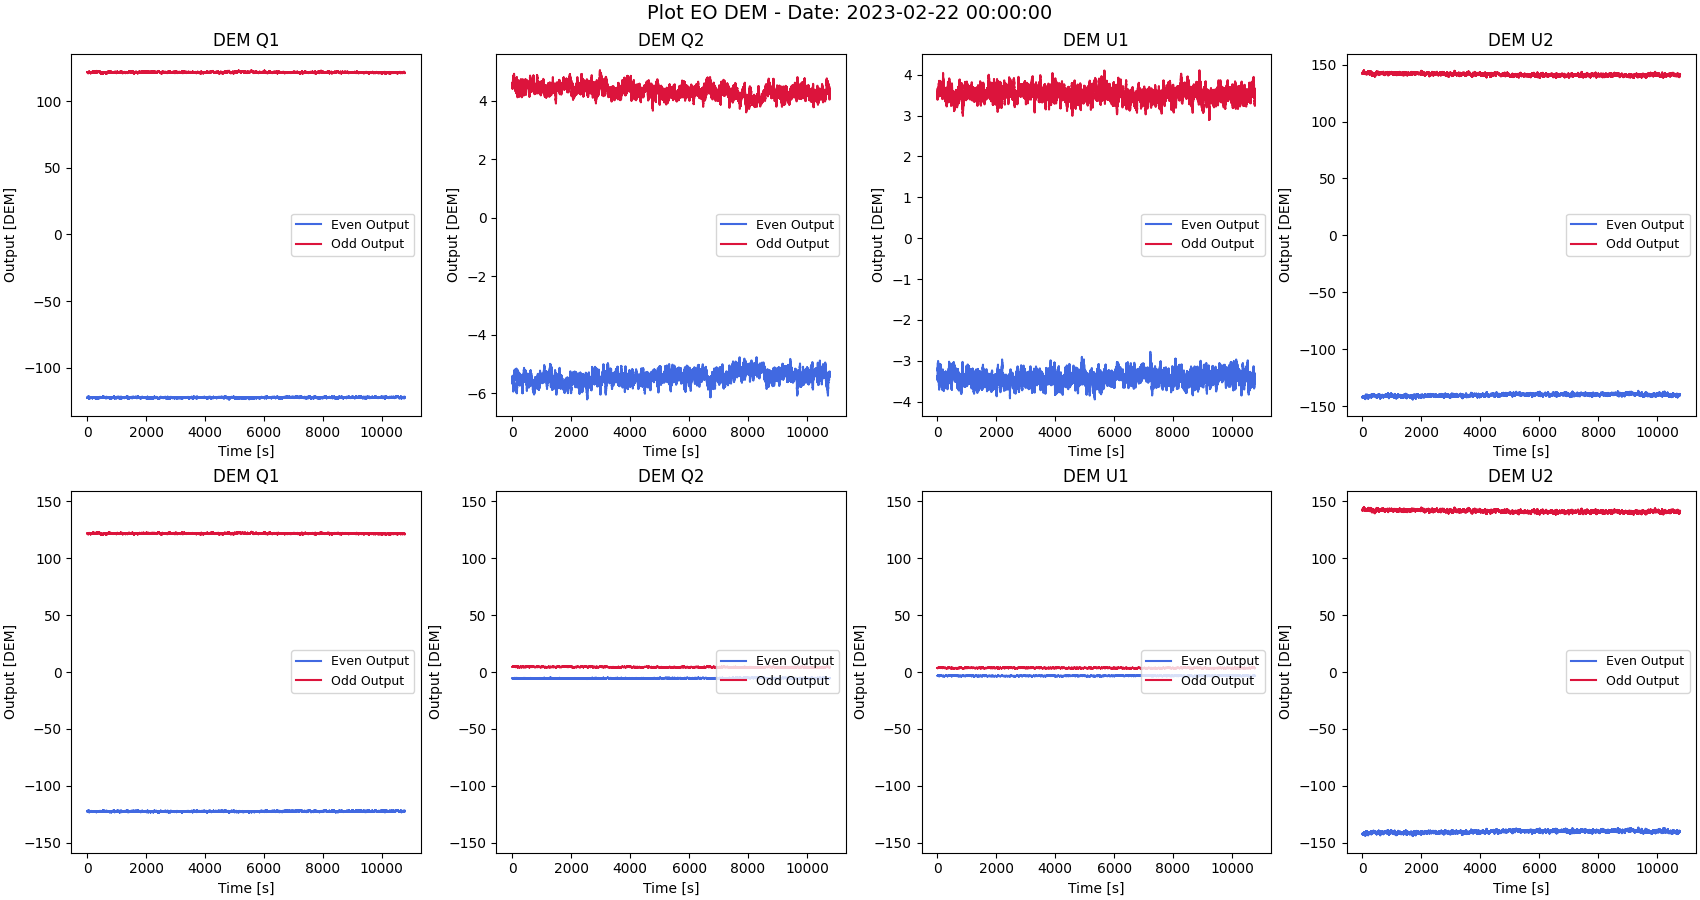 Plot EO DEM - Date: 2023-02-22 00:00:00
DEM Q1
Output [DEM]
100
50
0
−50
−100
Even Output
Odd Output
0 2000 4000 6000 8000 10000
Time [s]
DEM Q2
Output [DEM]
4
2
0
−2
−4
−6
Even Output
Odd Output
0 2000 4000 6000 8000 10000
Time [s]
DEM U1
Output [DEM]
4
3
2
1
0
−1
−2
−3
−4
Even Output
Odd Output
0 2000 4000 6000 8000 10000
Time [s]
DEM U2
Output [DEM]
150
100
50
0
−50
−100
−150
Even Output
Odd Output
0 2000 4000 6000 8000 10000
Time [s]
DEM Q1
Output [DEM]
150
100
50
0
−50
−100
−150
Even Output
Odd Output
0 2000 4000 6000 8000 10000
Time [s]
DEM Q2
Output [DEM]
150
100
50
0
−50
−100
−150
Even Output
Odd Output
0 2000 4000 6000 8000 10000
Time [s]
DEM U1
Output [DEM]
150
100
50
0
−50
−100
−150
Even Output
Odd Output
0 2000 4000 6000 8000 10000
Time [s]
DEM U2
Output [DEM]
150
100
50
0
−50
−100
−150
Even Output
Odd Output
0 2000 4000 6000 8000 10000
Time [s]